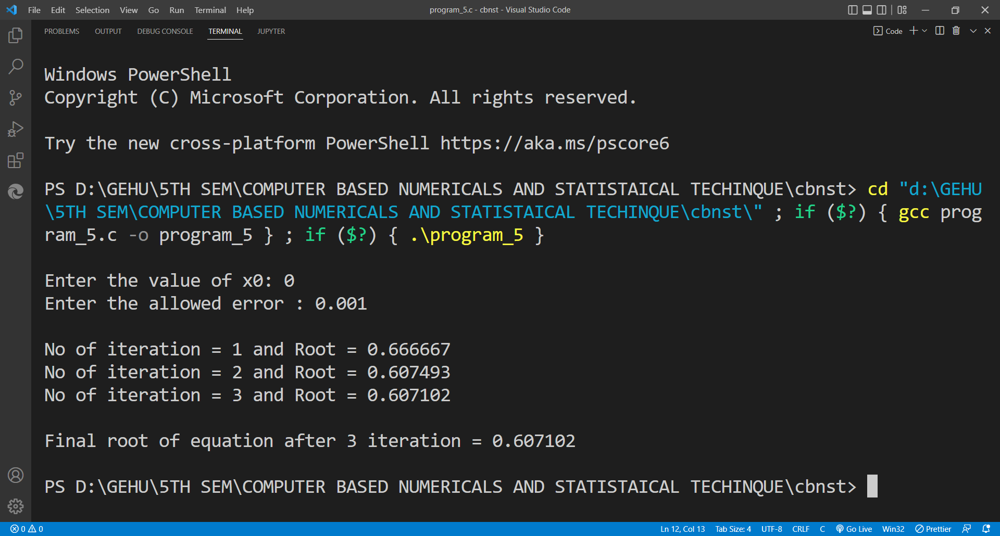 File Edit Selection View Go Run Terminal Help program_5.c - cbnst - Visual Studio Code
PROBLEMS OUTPUT DEBUG CONSOLE TERMINAL JUPYTER Code
Windows PowerShell
Copyright (C) Microsoft Corporation. All rights reserved.
Try the new cross-platform PowerShell https://aka.ms/pscore6
PS D:\GEHU\5TH SEM\COMPUTER BASED NUMERICALS AND STATISTAICAL TECHINQUE\cbnst> cd "d:\GEHU
\5TH SEM\COMPUTER BASED NUMERICALS AND STATISTAICAL TECHINQUE\cbnst\" ; if ($?) { gcc prog
ram_5.c -o program_5 } ; if ($?) { .\program_5 }
Enter the value of x0: 0
Enter the allowed error : 0.001
No of iteration = 1 and Root = 0.666667
No of iteration = 2 and Root = 0.607493
No of iteration = 3 and Root = 0.607102
Final root of equation after 3 iteration = 0.607102
PS D:\GEHU\5TH SEM\COMPUTER BASED NUMERICALS AND STATISTAICAL TECHINQUE\cbnst>
0 0 Ln 12, Col 13 Tab Size: 4 UTF-8 CRLF C Go Live Win32 Prettier